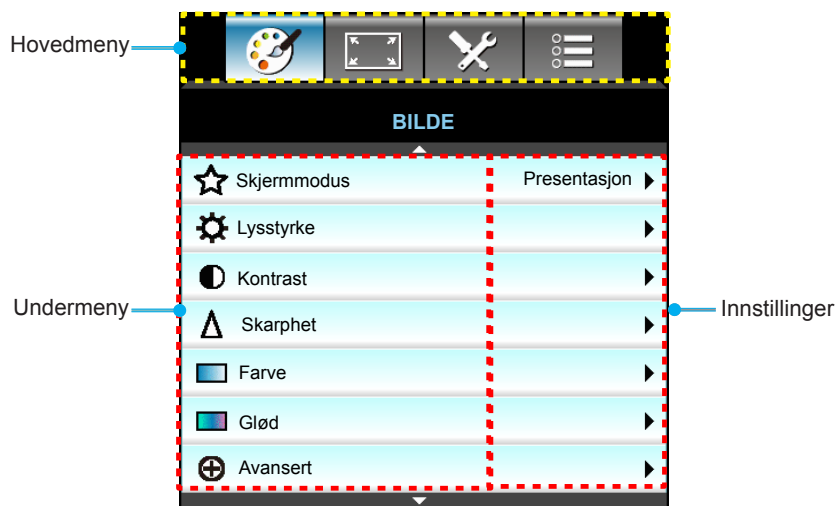 Hovedmeny
BILDE
Skjermmodus Presentasjon
Lysstyrke
Kontrast
Undermeny
Innstillinger
Skarphet
Farve
Glød
Avansert